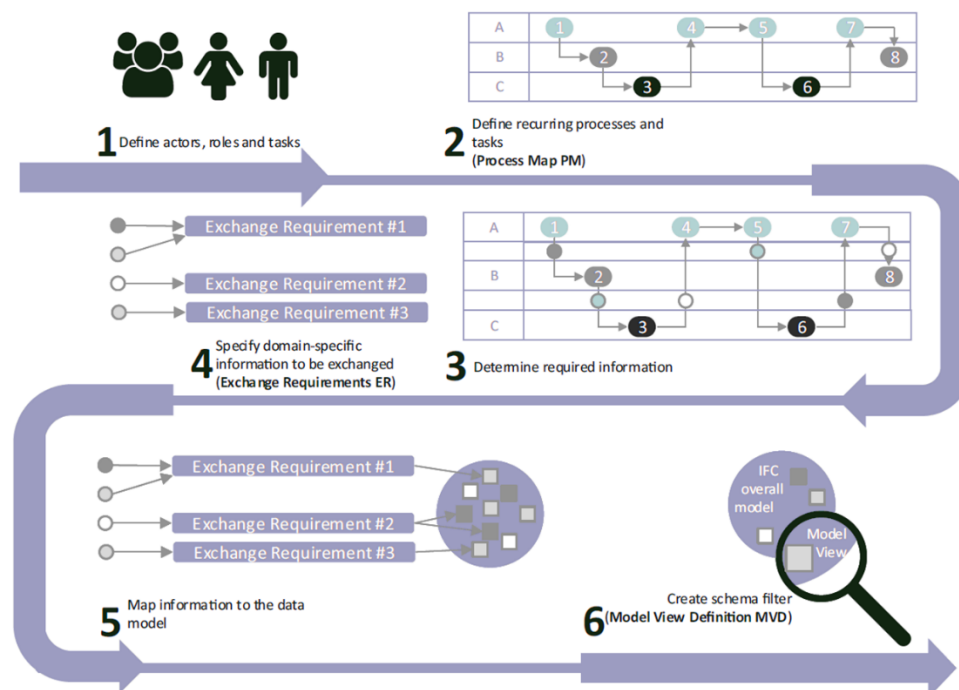 A 1 4 5 7
B 2 8
C 3 6
1 Define actors, roles and tasks
2 Define recurring processes and
tasks
(Process Map PM)
Exchange Requirement #1
Exchange Requirement #2
Exchange Requirement #3
A 1 4 5 7
B 2 8
C 3 6
4 Specify domain-specific
information to be exchanged
(Exchange Requirements ER)
3 Determine required information
Exchange Requirement #1
Exchange Requirement #2
Exchange Requirement #3
IFC
overall
model
Model
View
5 Map information to the data
model
6 Create schema filter
(Model View Definition MVD)